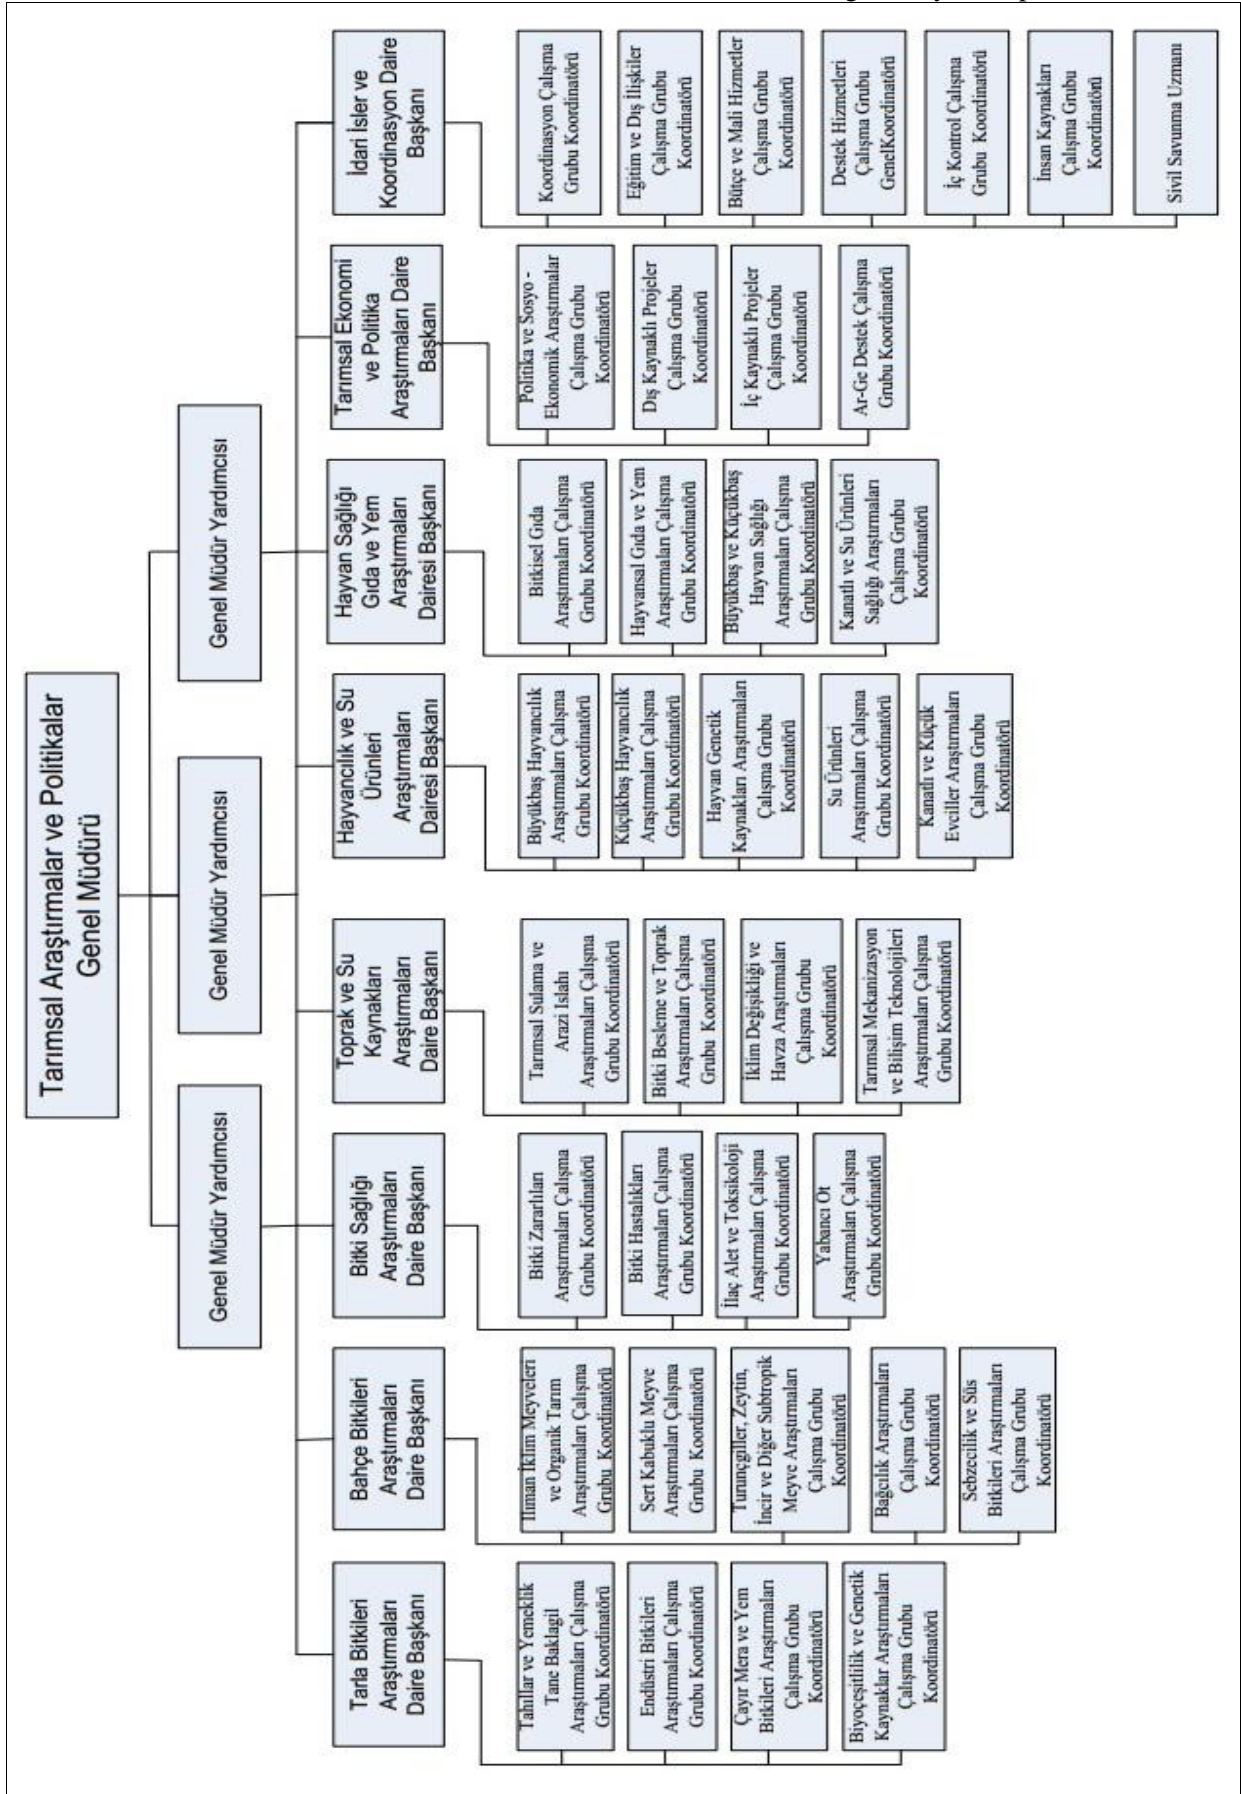 Tarımsal Araştırmalar ve Politikalar
Genel Müdürü
Genel Müdür Yardımcısı
Genel Müdür Yardımcısı
Genel Müdür Yardımcısı
Tarla Bitkileri
Araştırmaları
Daire Başkanı
Tahıllar ve Yemeklik
Tane Baklagil
Araştırmaları Çalışma
Grubu Koordinatörü
Endüstri Bitkileri
Araştırmaları Çalışma
Grubu Koordinatörü
Çayır Mera ve Yem
Bitkileri Araştırmaları
Çalışma Grubu
Koordinatörü
Biyoçeşitlilik ve Genetik
Kaynaklar Araştırmaları
Çalışma Grubu
Koordinatörü
Bahçe Bitkileri
Araştırmaları
Daire Başkanı
Ilıman İklim Meyveleri
ve Organik Tarım
Araştırmaları Çalışma
Grubu Koordinatörü
Sert Kabuklu Meyve
Araştırmaları Çalışma
Grubu Koordinatörü
Turunçgiller, Zeytin,
İncir ve Diğer Subtropik
Meyve Araştırmaları
Çalışma Grubu
Koordinatörü
Bağcılık Araştırmaları
Çalışma Grubu
Koordinatörü
Sebzecilik ve Süs
Bitkileri Araştırmaları
Çalışma Grubu
Koordinatörü
Bitki Sağlığı
Araştırmaları
Daire Başkanı
Bitki Zararlıları
Araştırmaları Çalışma
Grubu Koordinatörü
Bitki Hastalıkları
Araştırmaları Çalışma
Grubu Koordinatörü
İlaç Alet ve Toksikoloji
Araştırmaları Çalışma
Grubu Koordinatörü
Yabancı Ot
Araştırmaları Çalışma
Grubu Koordinatörü
Toprak ve Su
Kaynakları
Araştırmaları
Daire Başkanı
Tarımsal Sulama ve
Arazi Islahı
Araştırmaları Çalışma
Grubu Koordinatörü
Bitki Besleme ve Toprak
Araştırmaları Çalışma
Grubu Koordinatörü
İklim Değişikliği ve
Havza Araştırmaları
Çalışma Grubu
Koordinatörü
Tarımsal Mekanizasyon
ve Bilişim Teknolojileri
Araştırmaları Çalışma
Grubu Koordinatörü
Hayvancılık ve Su
Ürünleri
Araştırmaları
Dairesi Başkanı
Büyükbaş Hayvancılık
Araştırmaları Çalışma
Grubu Koordinatörü
Küçükbaş Hayvancılık
Araştırmaları Çalışma
Grubu Koordinatörü
Hayvan Genetik
Kaynakları Araştırmaları
Çalışma Grubu
Koordinatörü
Su Ürünleri
Araştırmaları Çalışma
Grubu Koordinatörü
Kanatlı ve Küçük
Evciller Araştırmaları
Çalışma Grubu
Koordinatörü
Hayvan Sağlığı
Gıda ve Yem
Araştırmaları
Dairesi Başkanı
Bitkisel Gıda
Araştırmaları Çalışma
Grubu Koordinatörü
Hayvansal Gıda ve Yem
Araştırmaları Çalışma
Grubu Koordinatörü
Büyükbaş ve Küçükbaş
Hayvan Sağlığı
Araştırmaları Çalışma
Grubu Koordinatörü
Kanatlı ve Su Ürünleri
Sağlığı Araştırmaları
Çalışma Grubu
Koordinatörü
Tarımsal Ekonomi
ve Politika
Araştırmaları Daire
Başkanı
Politika ve Sosyo -
Ekonomik Araştırmalar
Çalışma Grubu
Koordinatörü
Dış Kaynaklı Projeler
Çalışma Grubu
Koordinatörü
İç Kaynaklı Projeler
Çalışma Grubu
Koordinatörü
Ar-Ge Destek Çalışma
Grubu Koordinatörü
İdari İsler ve
Koordinasyon Daire
Başkanı
Koordinasyon Çalışma
Grubu Koordinatörü
Eğitim ve Dış İlişkiler
Çalışma Grubu
Koordinatörü
Bütçe ve Mali Hizmetler
Çalışma Grubu
Koordinatörü
Destek Hizmetleri
Çalışma Grubu
GenelKoordinatörü
İç Kontrol Çalışma
Grubu Koordinatörü
İnsan Kaynakları
Çalışma Grubu
Koordinatörü
Sivil Savunma Uzmanı